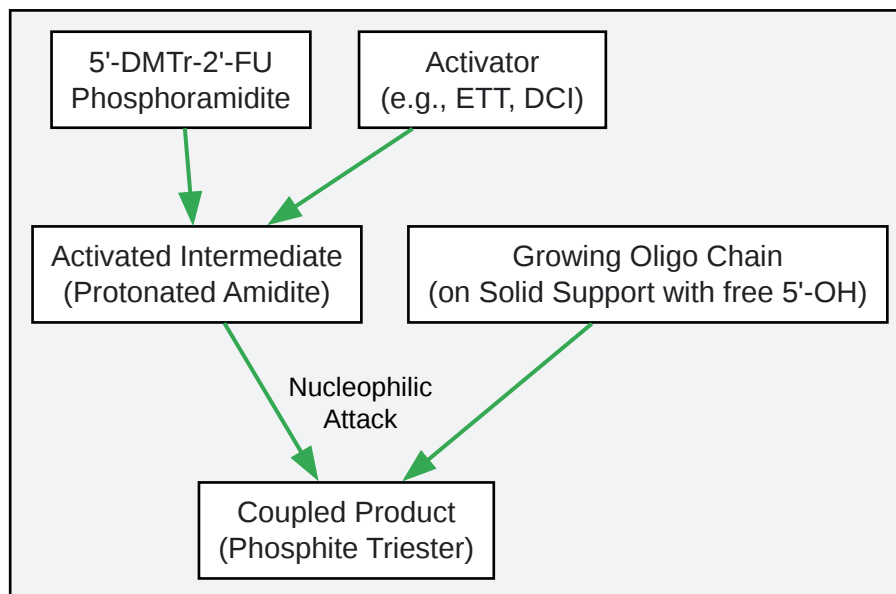 5'-DMTr-2'-FU
Phosphoramidite
Activator
(e.g., ETT, DCI)
Activated Intermediate
(Protonated Amidite)
Growing Oligo Chain
(on Solid Support with free 5'-OH)
Nucleophilic
Attack
Coupled Product
(Phosphite Triester)